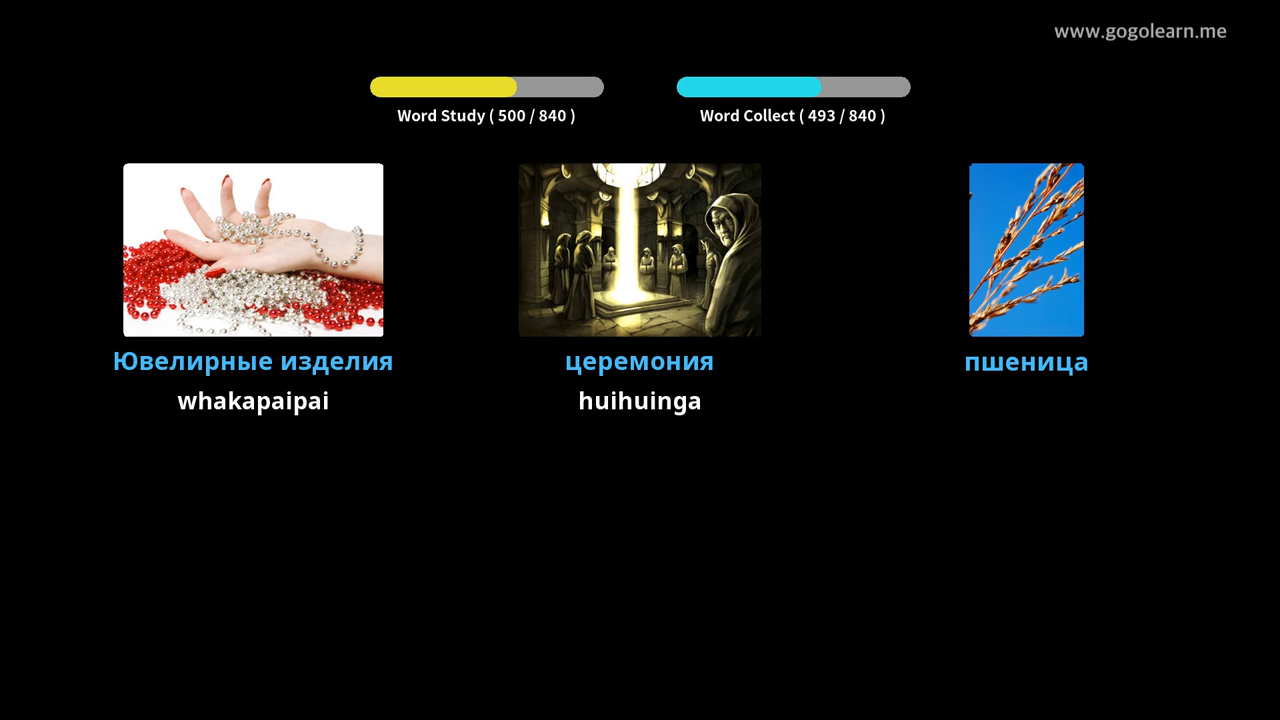 www.gogolearn.me
Word Study ( 500 / 840 )
Word Collect ( 493 / 840 )
Ювелирные изделия
whakapaipai
церемония
huihuinga
пшеница